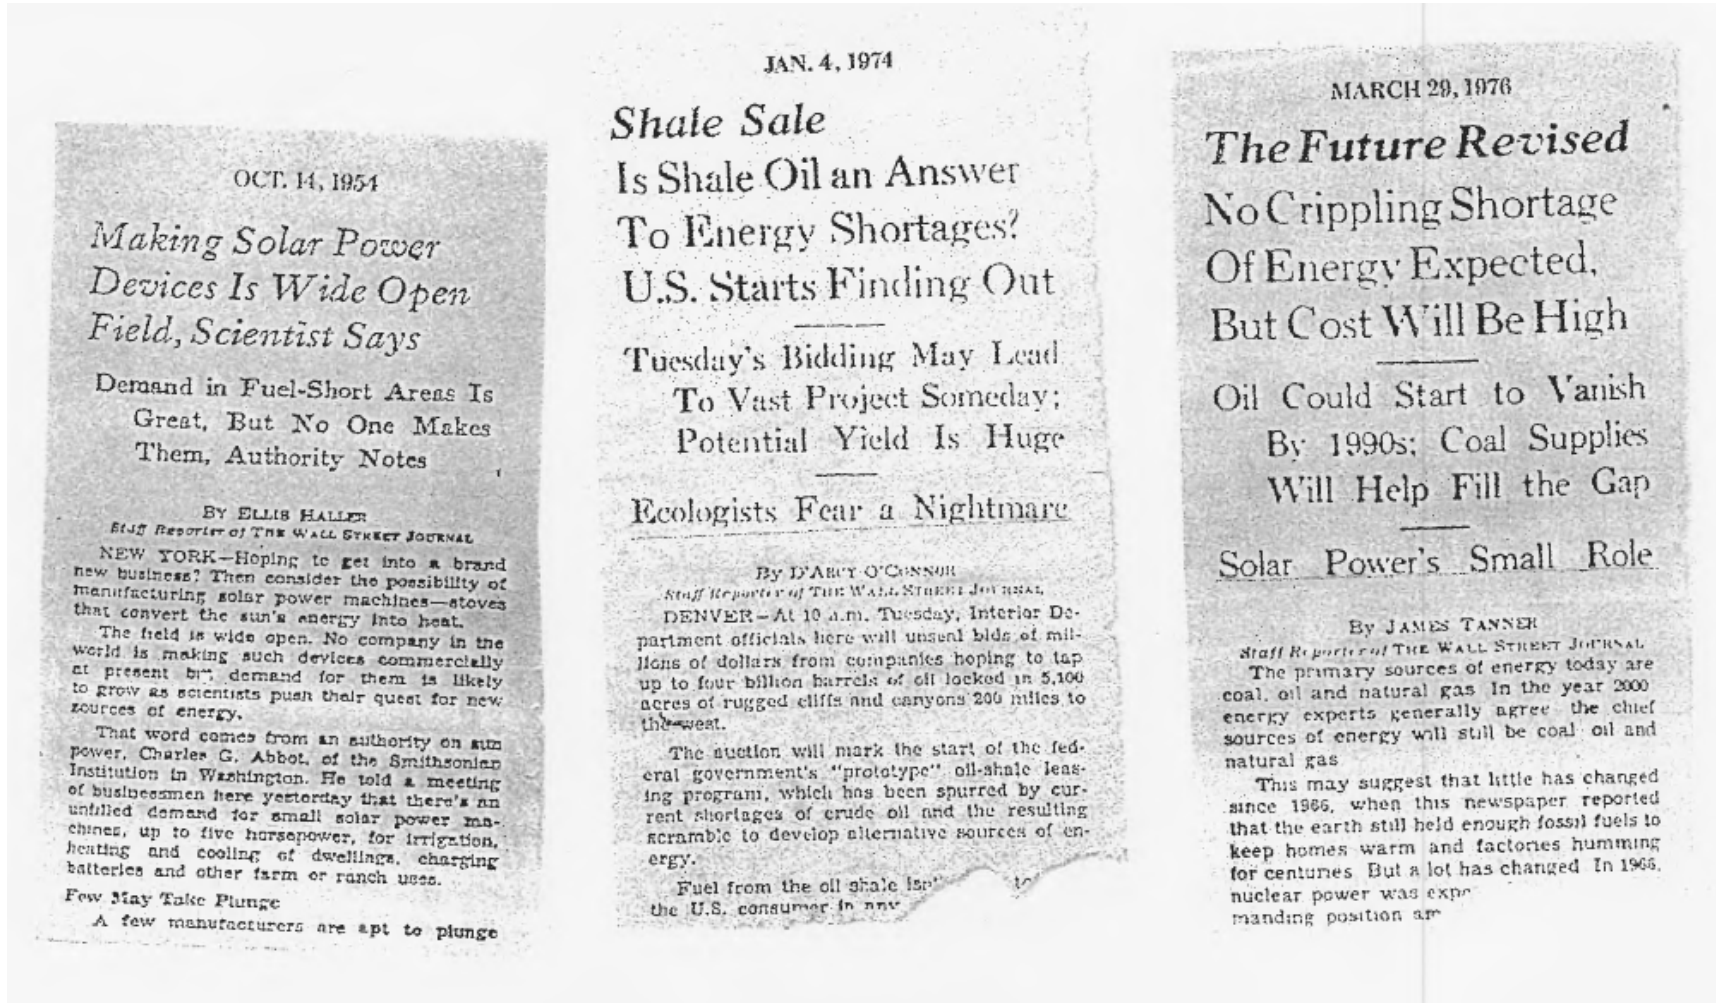 OCT. 14, 1954
Making Solar Power
Devices Is Wide Open
Field, Scientist Says
Demand in Fuel-Short Areas Is
Great, But No One Makes
Them, Authority Notes
BY ELLIS HALLER
Staff Reporter of THE WALL STREET JOURNAL
NEW YORK—Hoping to get into a brand
new business? Then consider the possibility of
manufacturing solar power machines—stoves
that convert the sun's energy into heat.
The field is wide open. No company in the
world is making such devices commercially
at present but demand for them is likely
to grow as scientists push their quest for new
sources of energy.
That word comes from an authority on sun
power, Charles G. Abbot, of the Smithsonian
Institution in Washington. He told a meeting
of businessmen here yesterday that there's an
unfilled demand for small solar power ma-
chines, up to five horsepower, for irrigation,
heating and cooling of dwellings, charging
batteries and other farm or ranch uses.
Few May Take Plunge
A few manufacturers are apt to plunge
JAN. 4, 1974
Shale Sale
Is Shale Oil an Answer
To Energy Shortages?
U.S. Starts Finding Out
Tuesday's Bidding May Lead
To Vast Project Someday;
Potential Yield Is Huge
Ecologists Fear a Nightmare
By D'ARCY O'CONNOR
Staff Reporter of THE WALL STREET JOURNAL
DENVER—At 10 a.m. Tuesday, Interior De-
partment officials here will unseal bids of mil-
lions of dollars from companies hoping to tap
up to four billion barrels of oil locked in 5,100
acres of rugged cliffs and canyons 200 miles to
the west.
The auction will mark the start of the fed-
eral government's "prototype" oil-shale leas-
ing program, which has been spurred by cur-
rent shortages of crude oil and the resulting
scramble to develop alternative sources of en-
ergy.
Fuel from the oil shale isn' to
the U.S. consumer in any
MARCH 29, 1976
The Future Revised
No Crippling Shortage
Of Energy Expected,
But Cost Will Be High
Oil Could Start to Vanish
By 1990s; Coal Supplies
Will Help Fill the Gap
Solar Power's Small Role
By JAMES TANNER
Staff Reporter of THE WALL STREET JOURNAL
The primary sources of energy today are
coal, oil and natural gas In the year 2000
energy experts generally agree the chief
sources of energy will still be coal oil and
natural gas
This may suggest that little has changed
since 1966, when this newspaper reported
that the earth still held enough fossil fuels to
keep homes warm and factories humming
for centuries But a lot has changed In 1966,
nuclear power was expe
manding position am